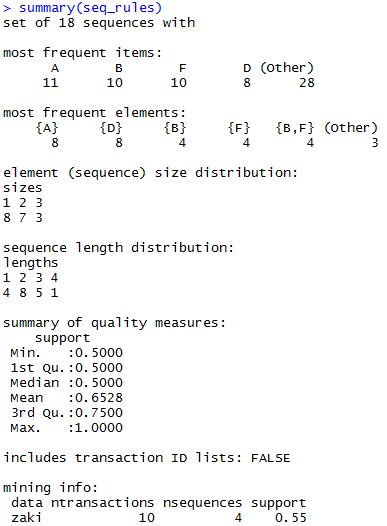 > summary(seq_rules)
set of 18 sequences with
most frequent items:
A B F D (Other)
11 10 10 8 28
most frequent elements:
{A} {D} {B} {F} {B,F} (Other)
8 8 4 4 4 3
element (sequence) size distribution:
sizes
1 2 3
8 7 3
sequence length distribution:
lengths
1 2 3 4
4 8 5 1
summary of quality measures:
support
Min. :0.5000
1st Qu.:0.5000
Median :0.5000
Mean :0.6528
3rd Qu.:0.7500
Max. :1.0000
includes transaction ID lists: FALSE
mining info:
data ntransactions nsequences support
zaki 10 4 0.55